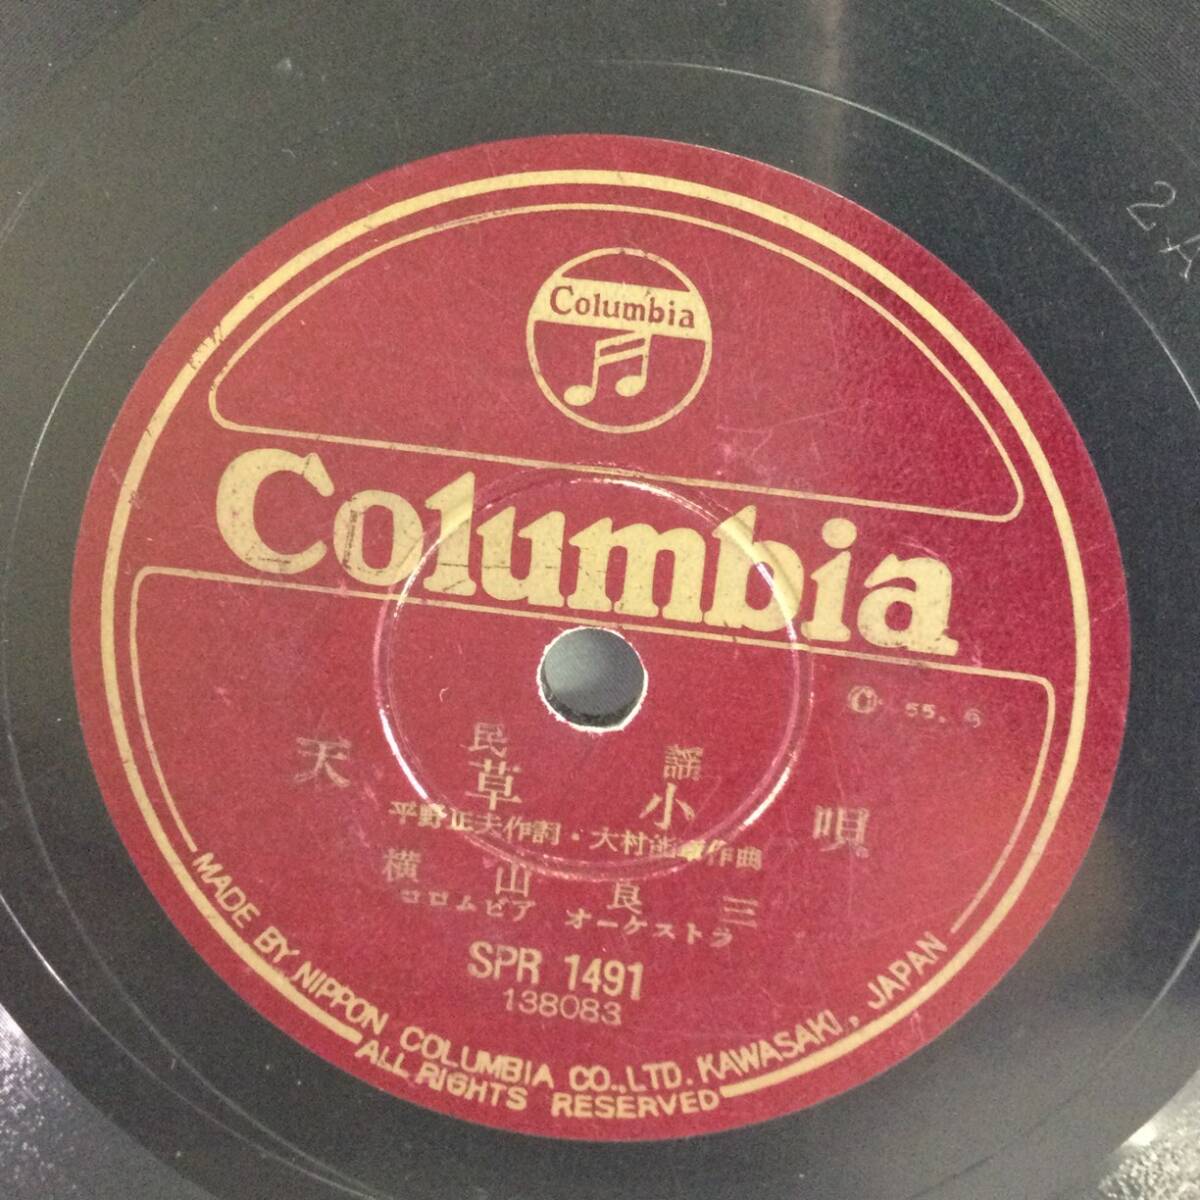 Columbia
Columbia
Ⓒ 55. 6
民謡
天草小唄
平野正夫作詞・大村能章作曲
横山良三
コロムビア オーケストラ
SPR 1491
138083
MADE BY NIPPON COLUMBIA CO., LTD. KAWASAKI, JAPAN
ALL RIGHTS RESERVED
2A